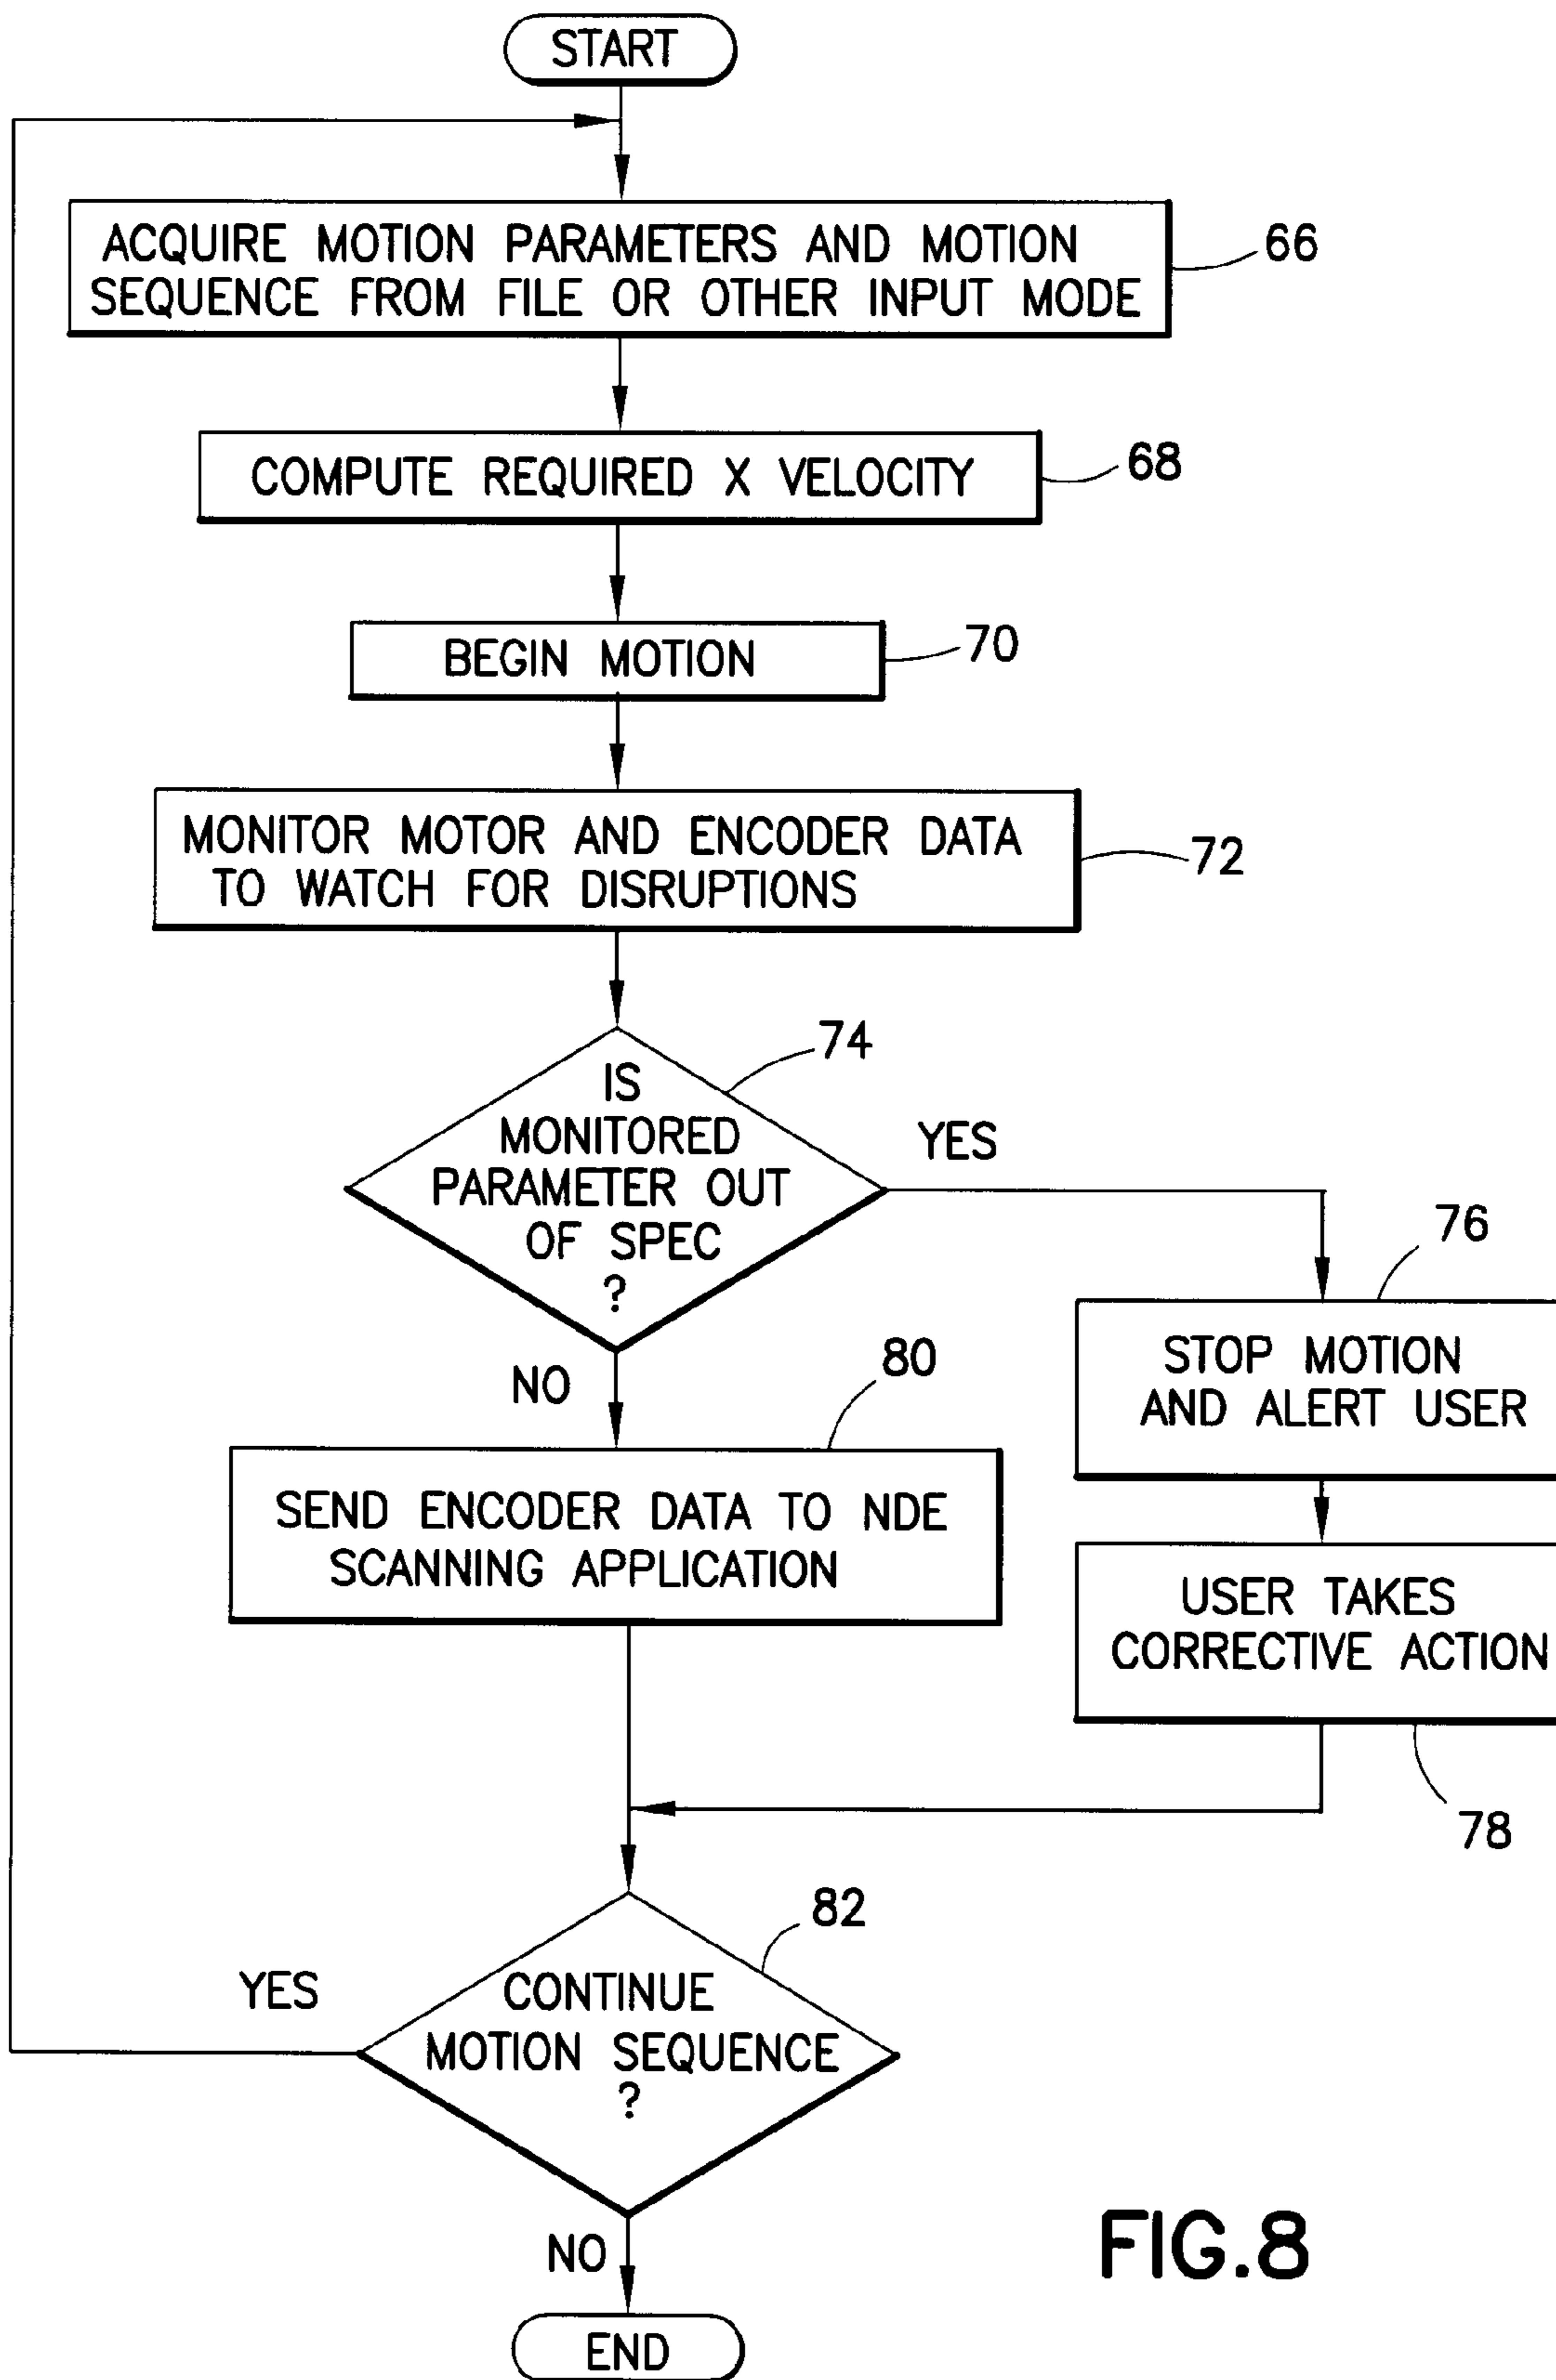 START
ACQUIRE MOTION PARAMETERS AND MOTION
SEQUENCE FROM FILE OR OTHER INPUT MODE
66
COMPUTE REQUIRED X VELOCITY
68
BEGIN MOTION
70
MONITOR MOTOR AND ENCODER DATA
TO WATCH FOR DISRUPTIONS
72
74
IS
MONITORED
PARAMETER OUT
OF SPEC
?
YES
76
STOP MOTION
AND ALERT USER
NO
80
SEND ENCODER DATA TO NDE
SCANNING APPLICATION
USER TAKES
CORRECTIVE ACTION
78
82
YES
CONTINUE
MOTION SEQUENCE
?
NO
END
FIG.8